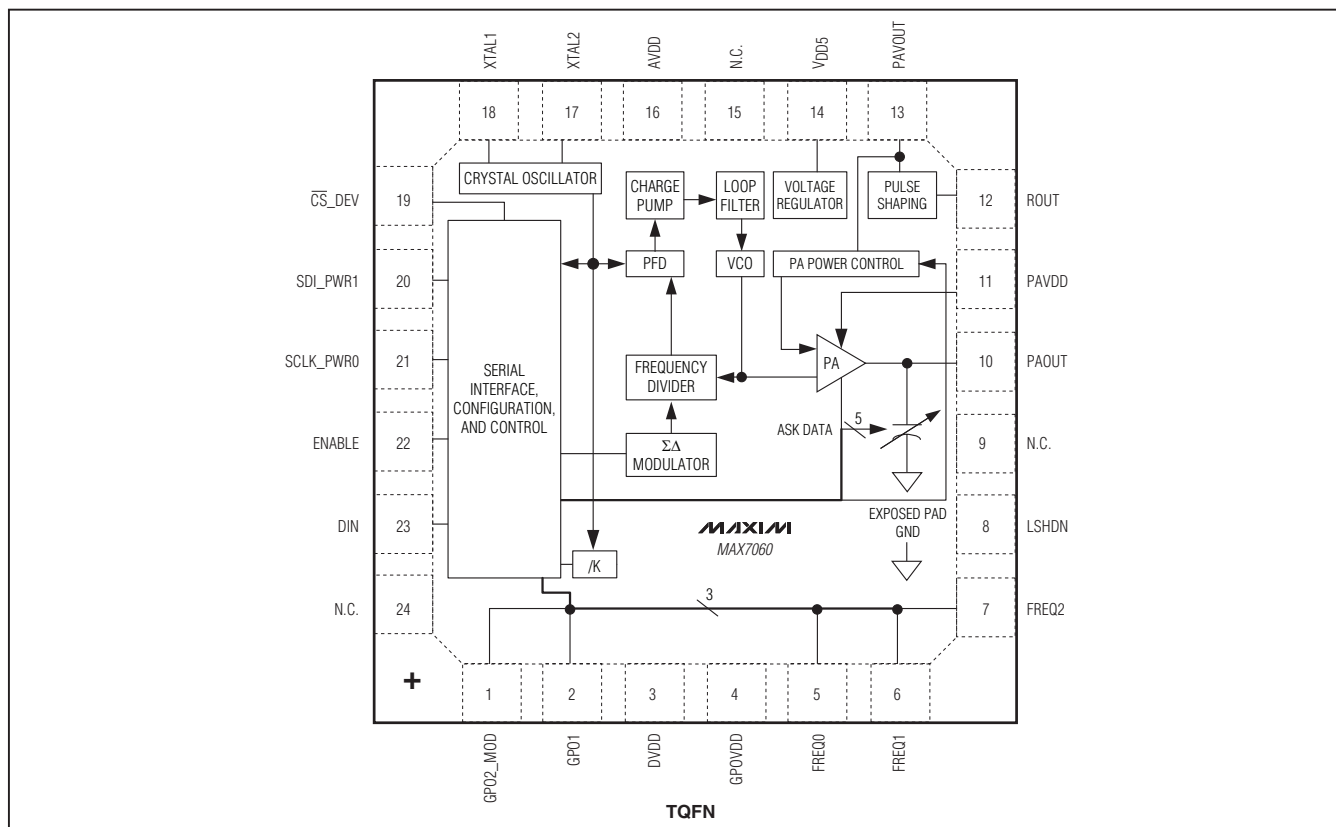 XTAL1
XTAL2
AVDD
N.C.
VDD5
PAVOUT
18
17
16
15
14
13
CS_DEV
19
CRYSTAL OSCILLATOR
CHARGE
PUMP
LOOP
FILTER
VOLTAGE
REGULATOR
PULSE
SHAPING
12
ROUT
SDI_PWR1
20
PFD
VCO
PA POWER CONTROL
11
PAVDD
SCLK_PWR0
21
SERIAL
INTERFACE,
CONFIGURATION,
AND CONTROL
FREQUENCY
DIVIDER
PA
10
PAOUT
ENABLE
22
ΣΔ
MODULATOR
ASK DATA
5
9
N.C.
DIN
23
MAXIM
MAX7060
EXPOSED PAD
GND
8
LSHDN
/K
N.C.
24
3
7
FREQ2
+
1
2
3
4
5
6
GPO2_MOD
GPO1
DVDD
GPOVDD
FREQ0
FREQ1
TQFN